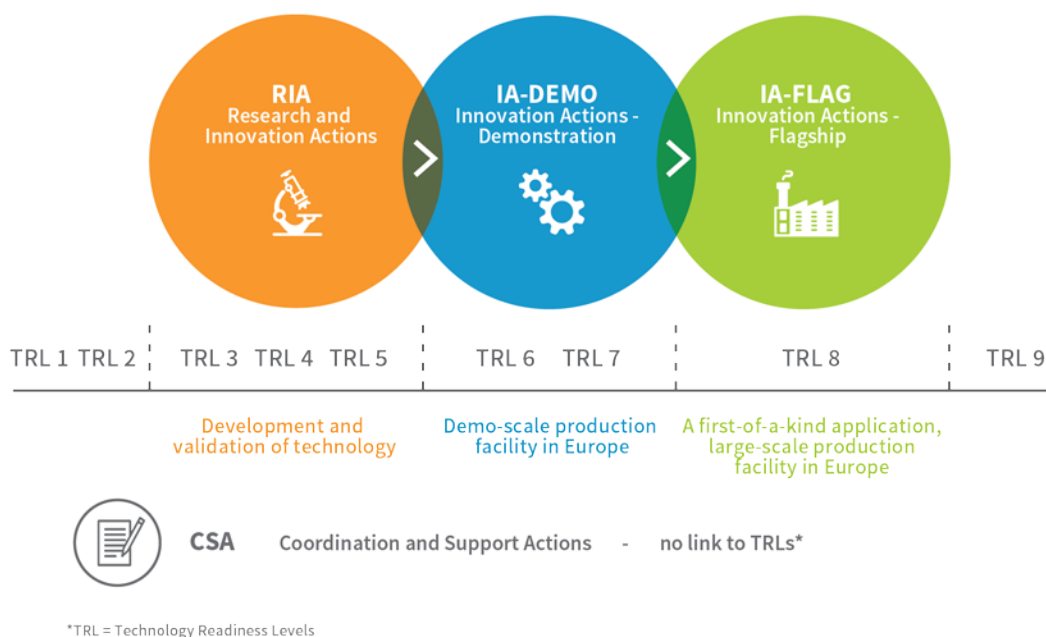 RIA
Research and
Innovation Actions
IA-DEMO
Innovation Actions -
Demonstration
IA-FLAG
Innovation Actions -
Flagship
TRL 1 TRL 2 TRL 3 TRL 4 TRL 5 TRL 6 TRL 7 TRL 8 TRL 9
Development and
validation of technology
Demo-scale production
facility in Europe
A first-of-a-kind application,
large-scale production
facility in Europe
CSA Coordination and Support Actions - no link to TRLs*
*TRL = Technology Readiness Levels